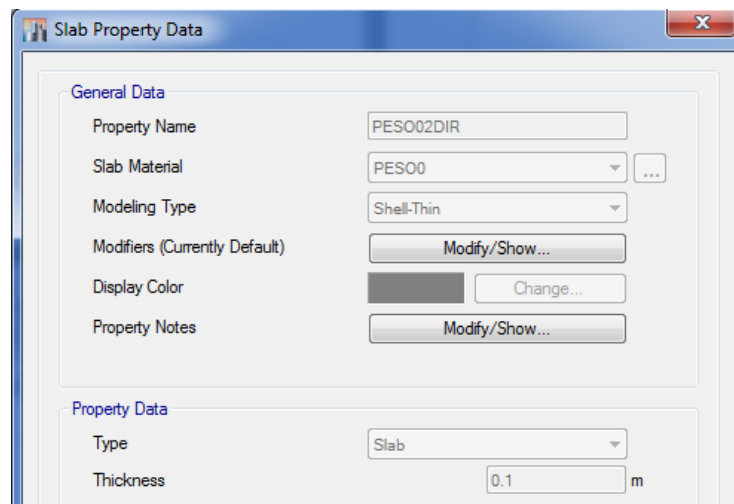 Slab Property Data
General Data
Property Name PESO02DIR
Slab Material PESO0 ...
Modeling Type Shell-Thin
Modifiers (Currently Default) Modify/Show...
Display Color Change...
Property Notes Modify/Show...
Property Data
Type Slab
Thickness 0.1 m